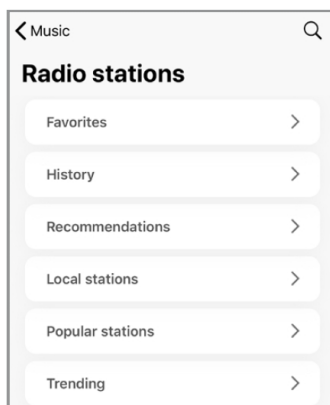 Music
Radio stations
Favorites
History
Recommendations
Local stations
Popular stations
Trending